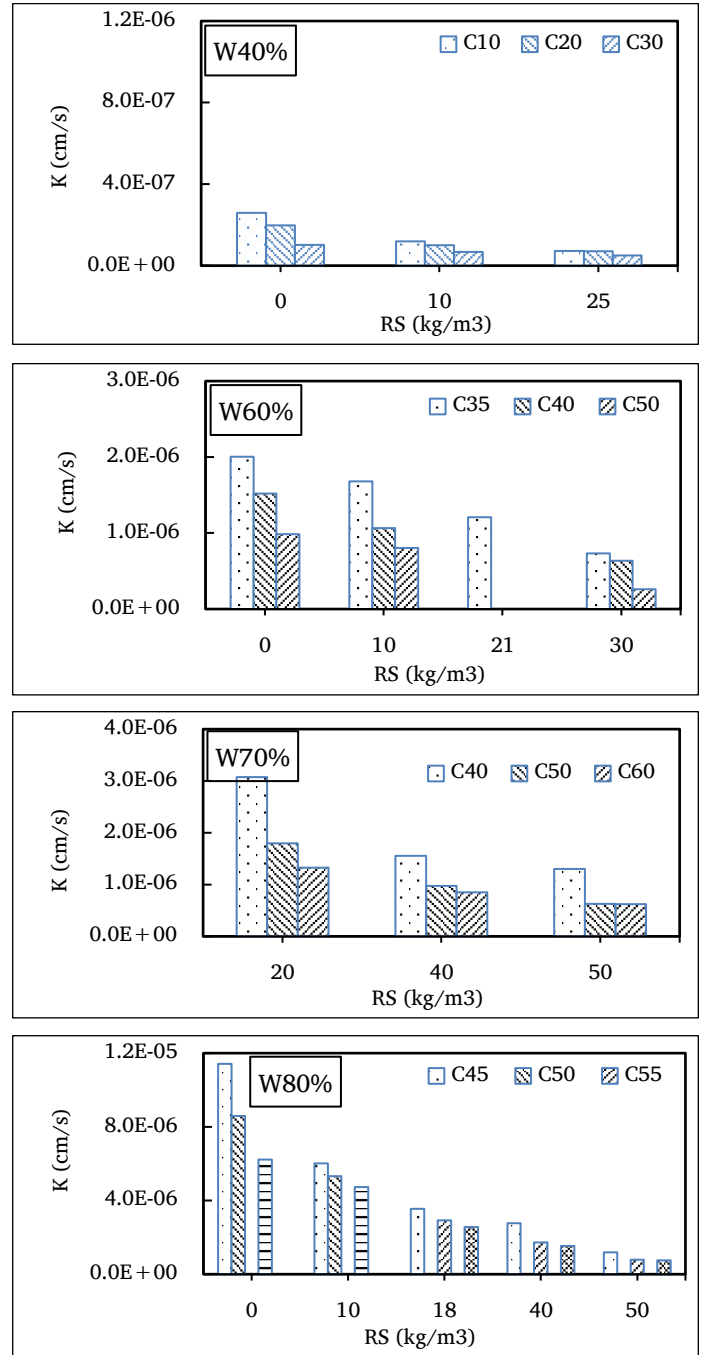 1.2E-06
W40%
C10 C20 C30
8.0E-07
K (cm/s)
4.0E-07
0.0E+00
0 10 25
RS (kg/m3)
3.0E-06
W60%
C35 C40 C50
2.0E-06
K (cm/s)
1.0E-06
0.0E+00
0 10 21 30
RS (kg/m3)
4.0E-06
W70%
C40 C50 C60
3.0E-06
K (cm/s)
2.0E-06
1.0E-06
0.0E+00
20 40 50
RS (kg/m3)
1.2E-05
W80%
C45 C50 C55
8.0E-06
K (cm/s)
4.0E-06
0.0E+00
0 10 18 40 50
RS (kg/m3)